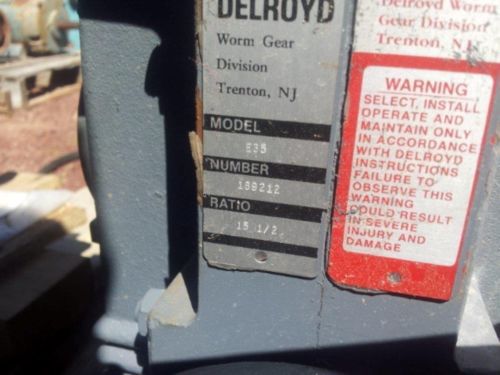 DELROYD
Worm Gear
Division
Trenton, NJ
MODEL
E35
NUMBER
189212
RATIO
15 1/2
Delroyd Worm
Gear Division
Trenton, NJ
WARNING
SELECT, INSTALL
OPERATE AND
MAINTAIN ONLY
IN ACCORDANCE
WITH DELROYD
INSTRUCTIONS
FAILURE TO
OBSERVE THIS
WARNING
COULD RESULT
IN SEVERE
INJURY AND
DAMAGE